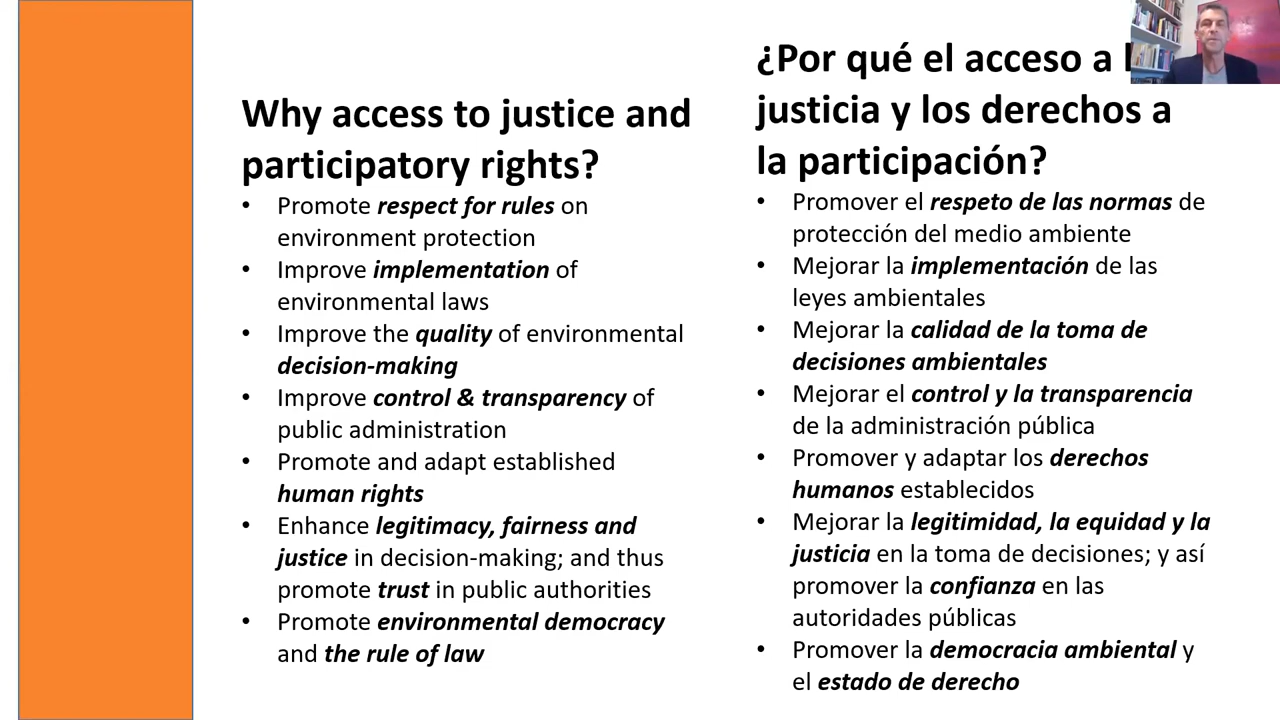 Why access to justice and
participatory rights?
• Promote respect for rules on
environment protection
• Improve implementation of
environmental laws
• Improve the quality of environmental
decision-making
• Improve control & transparency of
public administration
• Promote and adapt established
human rights
• Enhance legitimacy, fairness and
justice in decision-making; and thus
promote trust in public authorities
• Promote environmental democracy
and the rule of law
¿Por qué el acceso a
justicia y los derechos a
la participación?
• Promover el respeto de las normas de
protección del medio ambiente
• Mejorar la implementación de las
leyes ambientales
• Mejorar la calidad de la toma de
decisiones ambientales
• Mejorar el control y la transparencia
de la administración pública
• Promover y adaptar los derechos
humanos establecidos
• Mejorar la legitimidad, la equidad y la
justicia en la toma de decisiones; y así
promover la confianza en las
autoridades públicas
• Promover la democracia ambiental y
el estado de derecho